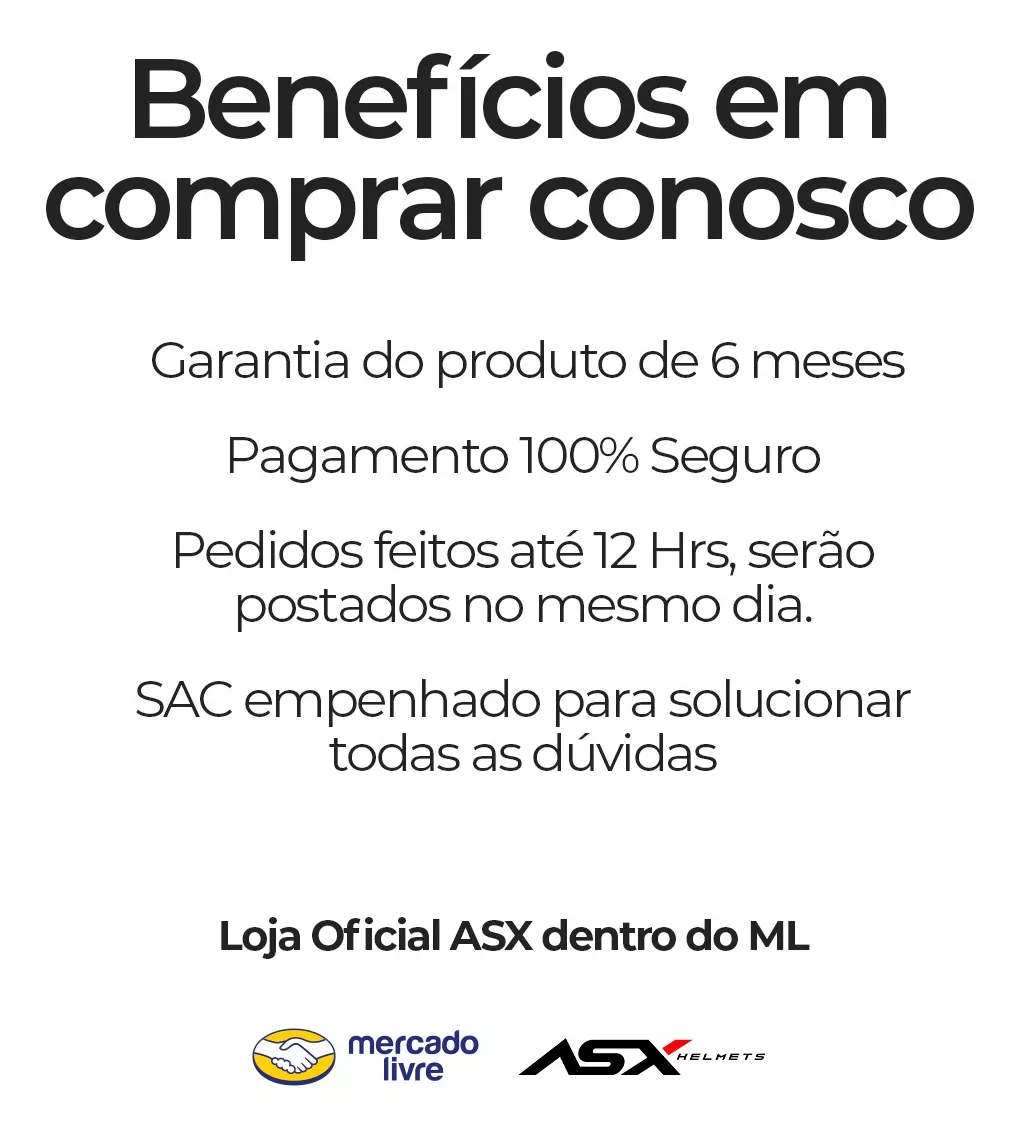 Benefícios em
comprar conosco
Garantia do produto de 6 meses
Pagamento 100% Seguro
Pedidos feitos até 12 Hrs, serão
postados no mesmo dia.
SAC empenhado para solucionar
todas as dúvidas
Loja Oficial ASX dentro do ML
mercado
livre
ASX HELMETS